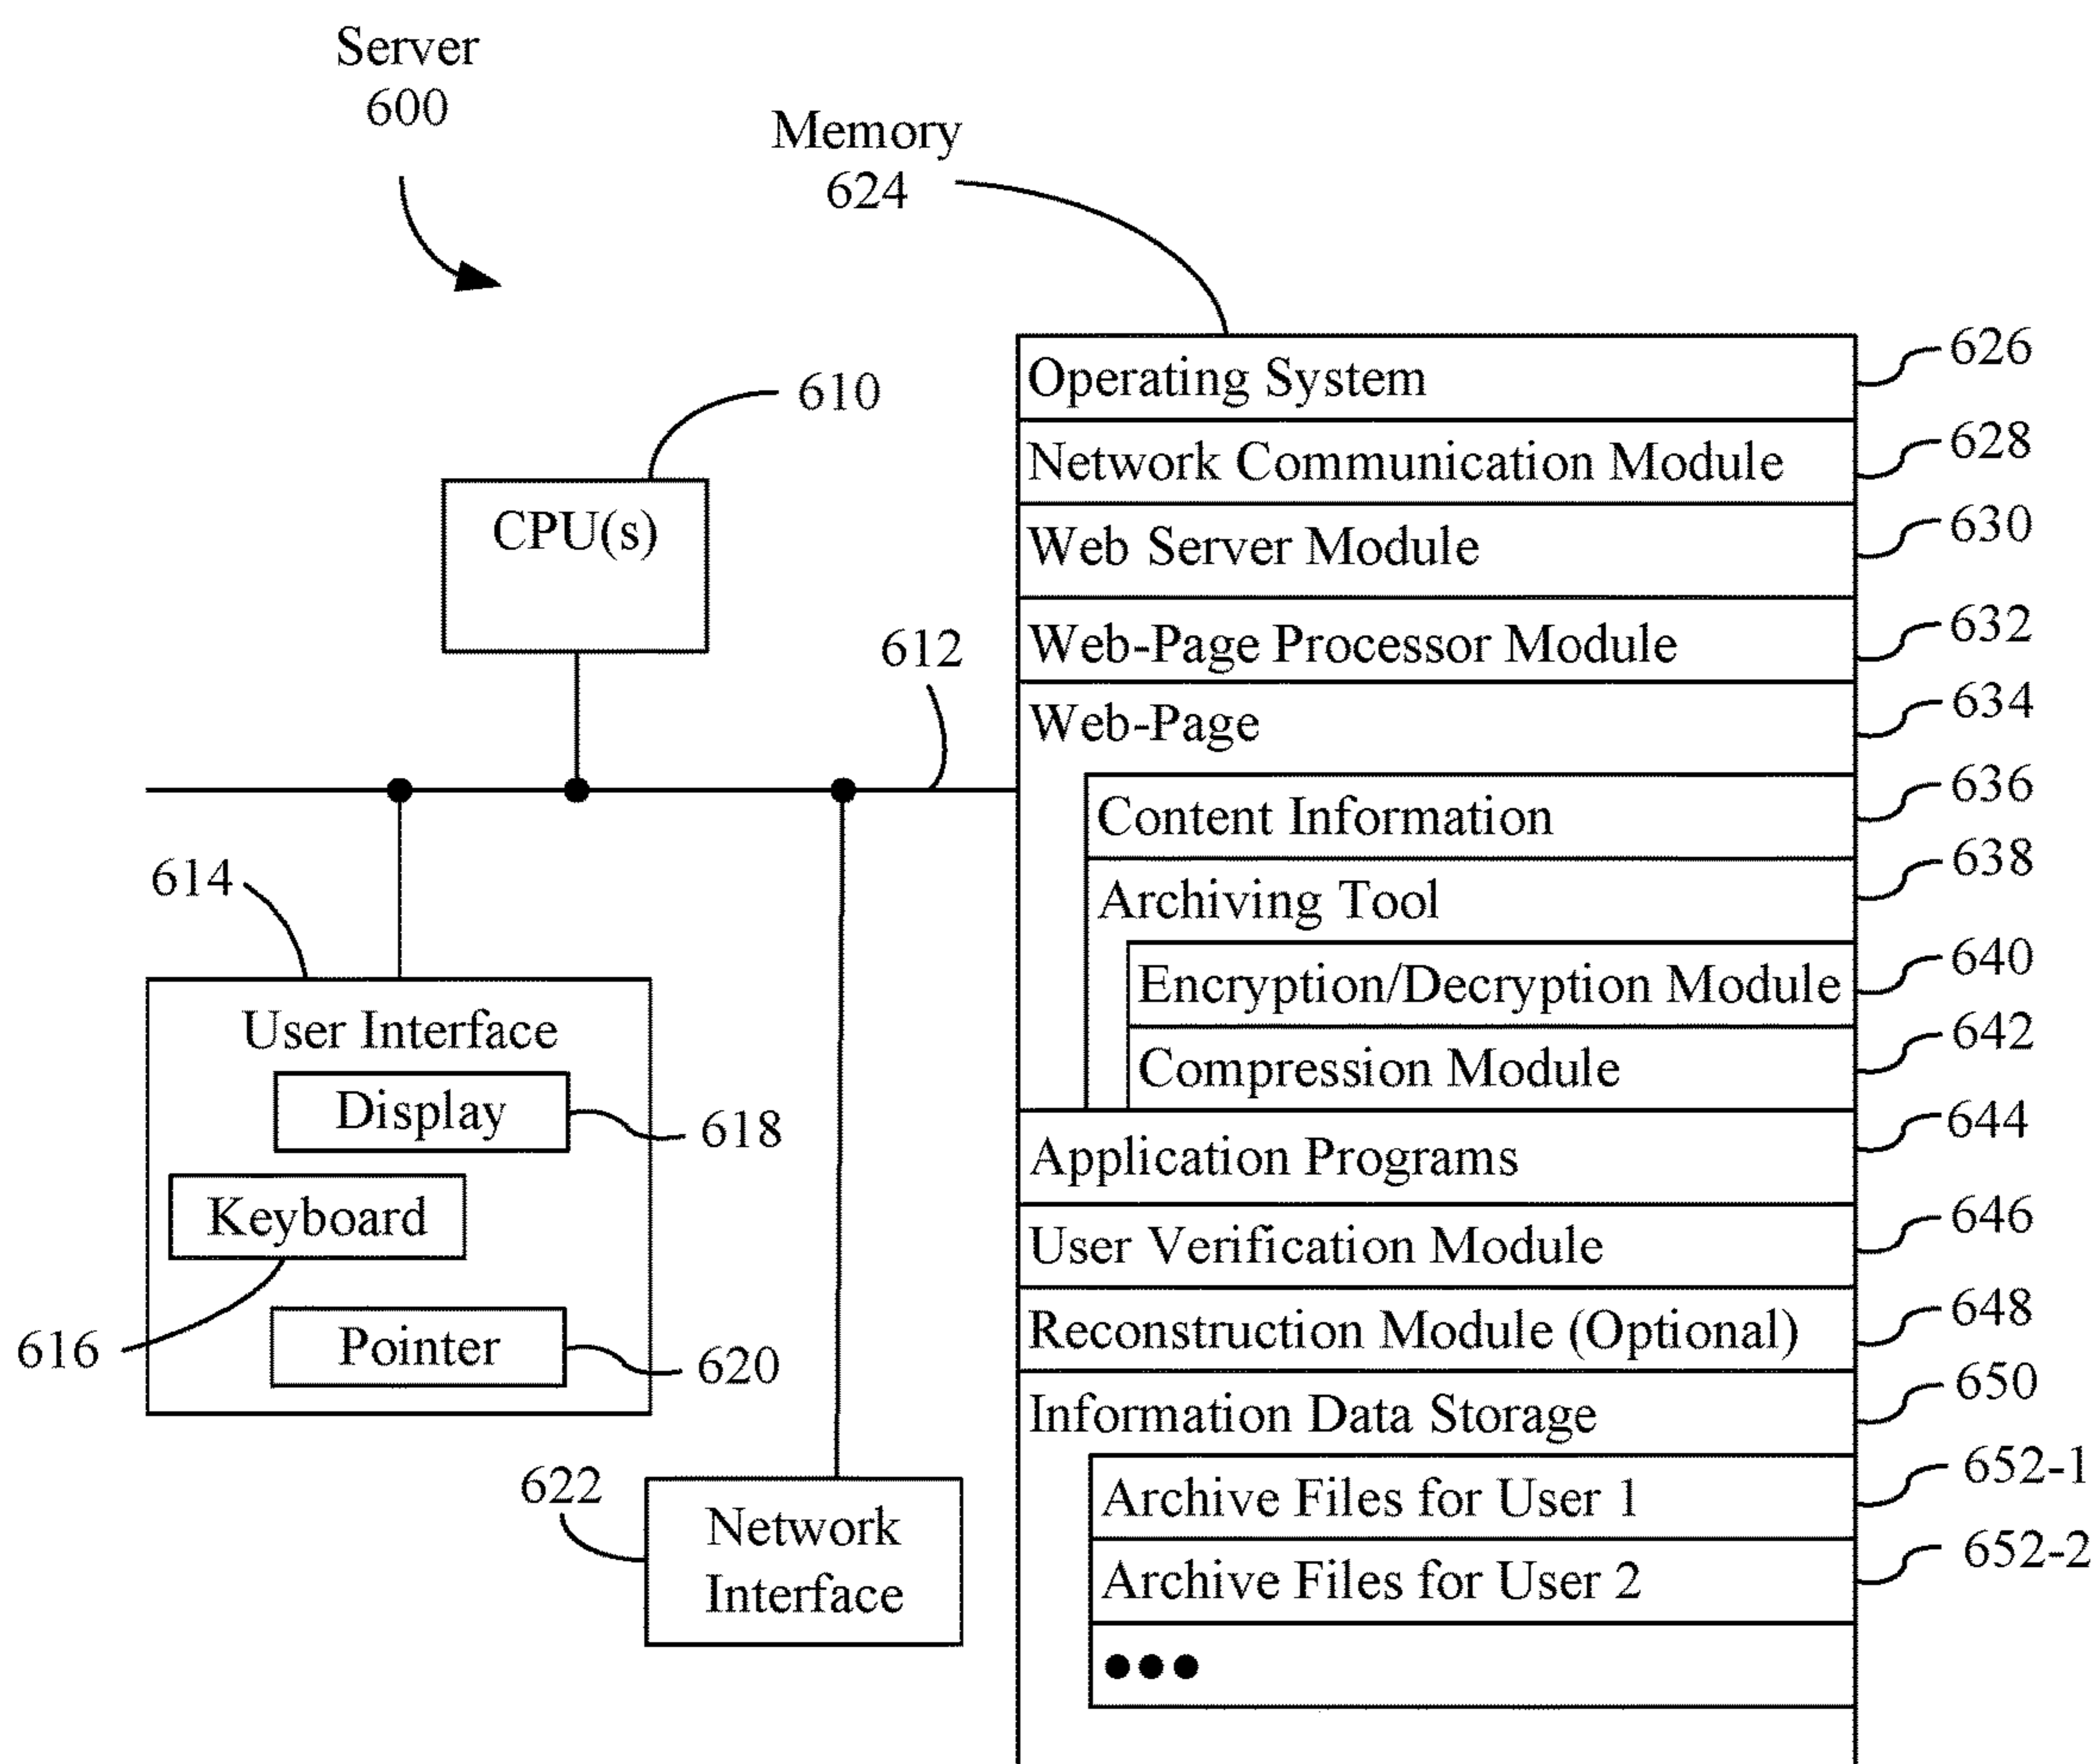 Server
600
Memory
624
610
CPU(s)
612
614
User Interface
Display
618
Keyboard
616
Pointer
620
622
Network
Interface
Operating System
626
Network Communication Module
628
Web Server Module
630
Web-Page Processor Module
632
Web-Page
634
Content Information
636
Archiving Tool
638
Encryption/Decryption Module
640
Compression Module
642
Application Programs
644
User Verification Module
646
Reconstruction Module (Optional)
648
Information Data Storage
650
Archive Files for User 1
652-1
Archive Files for User 2
652-2
●●●